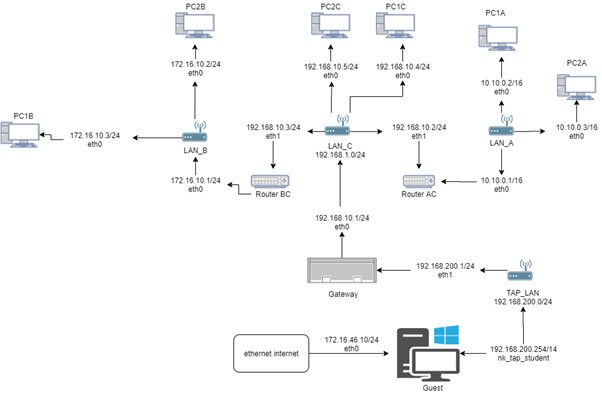 PC2B
PC2C
PC1C
PC1A
PC2A
172.16.10.2/24
eth0
192.168.10.5/24
eth0
192.168.10.4/24
eth0
10.10.0.2/16
eth0
PC1B
172.16.10.3/24
eth0
LAN_B
192.168.10.3/24
eth1
LAN_C
192.168.1.0/24
192.168.10.2/24
eth1
LAN_A
10.10.0.3/16
eth0
172.16.10.1/24
eth0
Router BC
Router AC
10.10.0.1/16
eth0
192.168.10.1/24
eth0
Gateway
192.168.200.1/24
eth1
TAP_LAN
192.168.200.0/24
ethernet internet
172.16.46.10/24
eth0
Guest
192.168.200.254/14
nk_tap_student